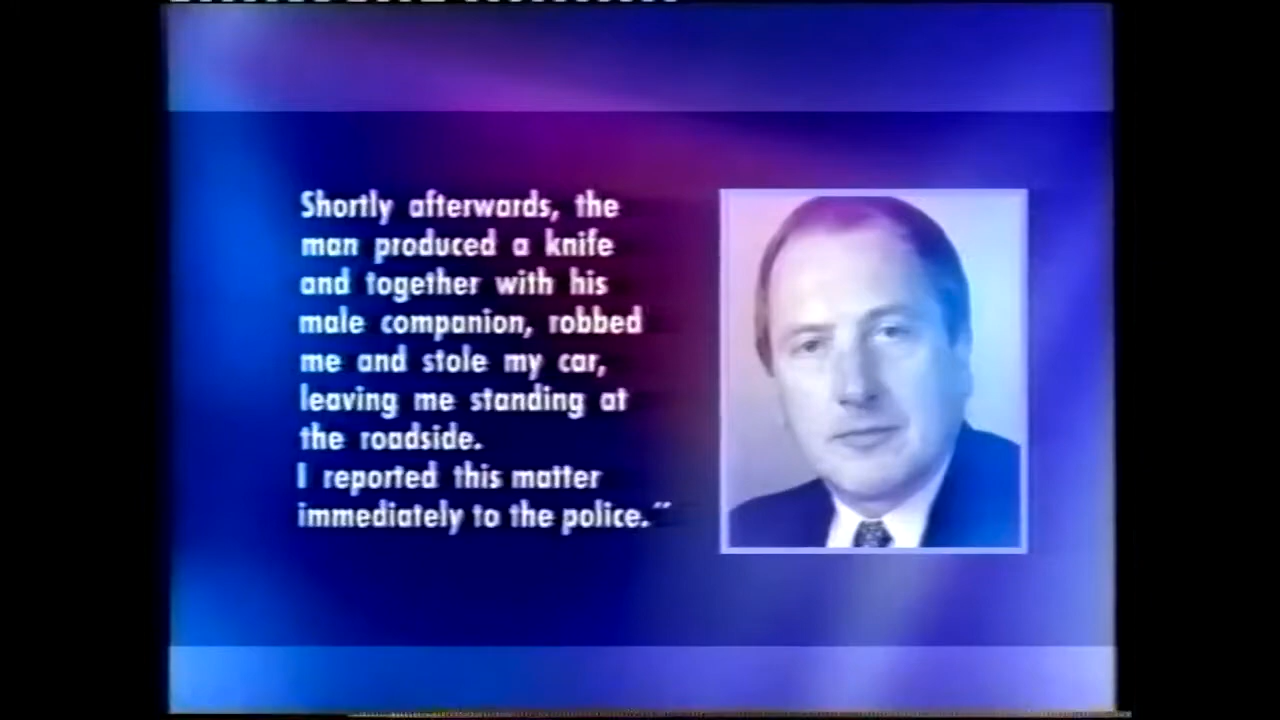 Shortly afterwards, the
man produced a knife
and together with his
male companion, robbed
me and stole my car,
leaving me standing at
the roadside.
I reported this matter
immediately to the police.”